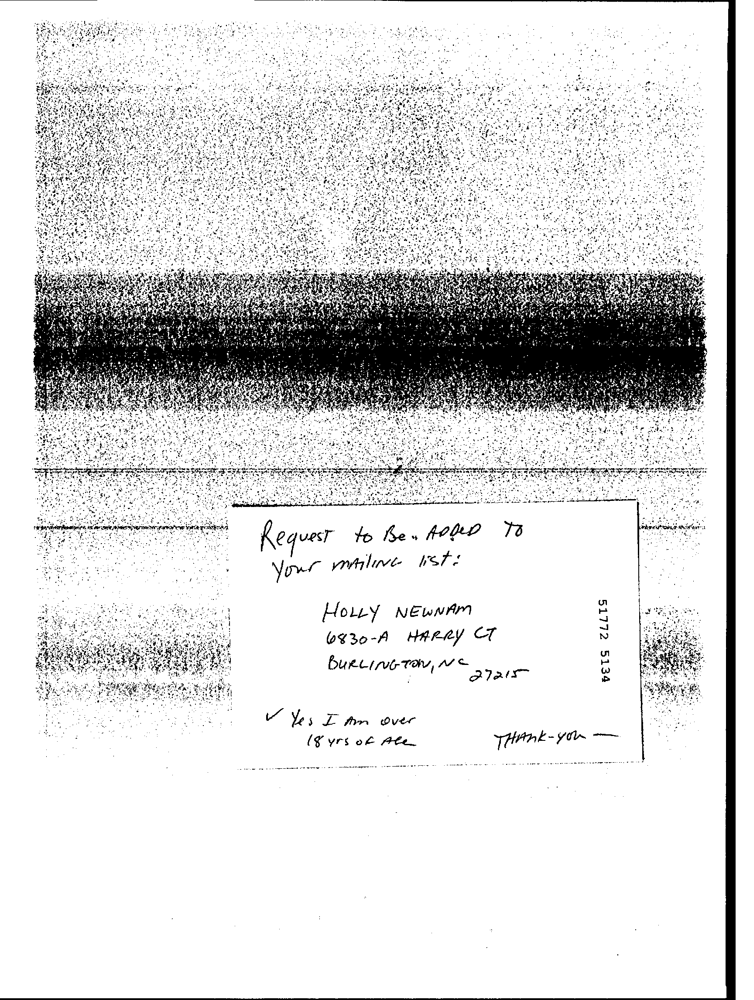 Request to Be ADDED TO
Your mAiling list:
HOLLY NEWNAM
6830-A HARRY CT
BURLINGTON, NC
27215
✓ Yes I Am over
18 yrs of Age
THANK-YOU —
51772 5134